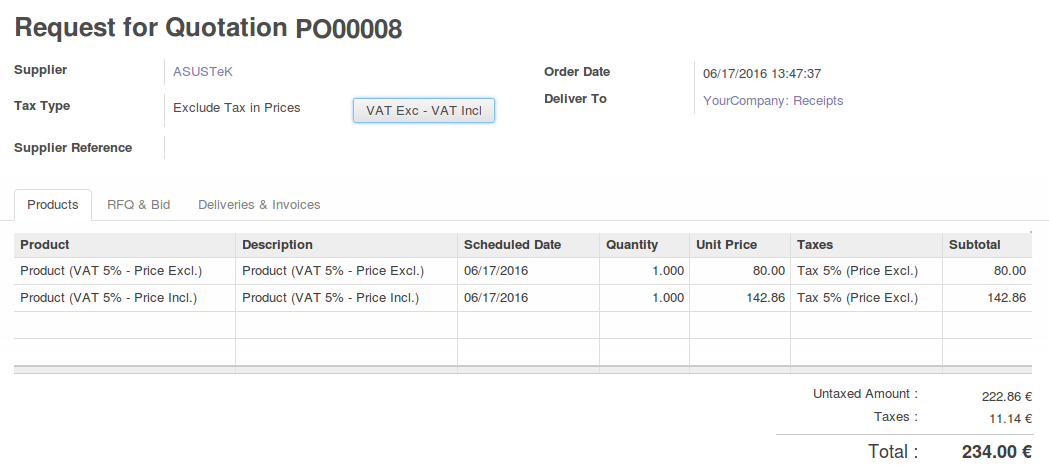 Request for Quotation PO00008
Supplier ASUSTeK Order Date 06/17/2016 13:47:37
Tax Type Exclude Tax in Prices VAT Exc - VAT Incl Deliver To YourCompany: Receipts
Supplier Reference
Products RFQ & Bid Deliveries & Invoices
Product Description Scheduled Date Quantity Unit Price Taxes Subtotal
Product (VAT 5% - Price Excl.) Product (VAT 5% - Price Excl.) 06/17/2016 1.000 80.00 Tax 5% (Price Excl.) 80.00
Product (VAT 5% - Price Incl.) Product (VAT 5% - Price Incl.) 06/17/2016 1.000 142.86 Tax 5% (Price Excl.) 142.86
Untaxed Amount : 222.86 €
Taxes : 11.14 €
Total : 234.00 €